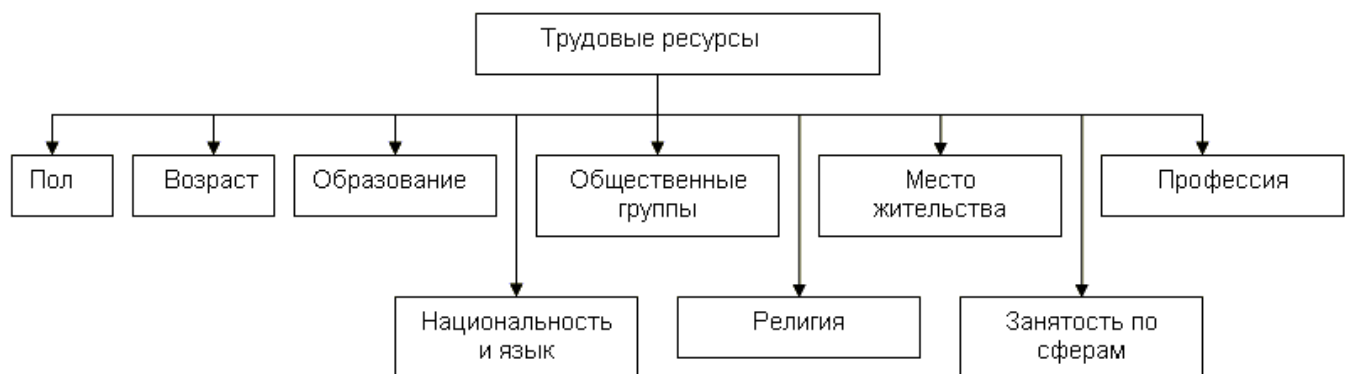 Трудовые ресурсы
Пол
Возраст
Образование
Общественные
группы
Место
жительства
Профессия
Национальность
и язык
Религия
Занятость по
сферам